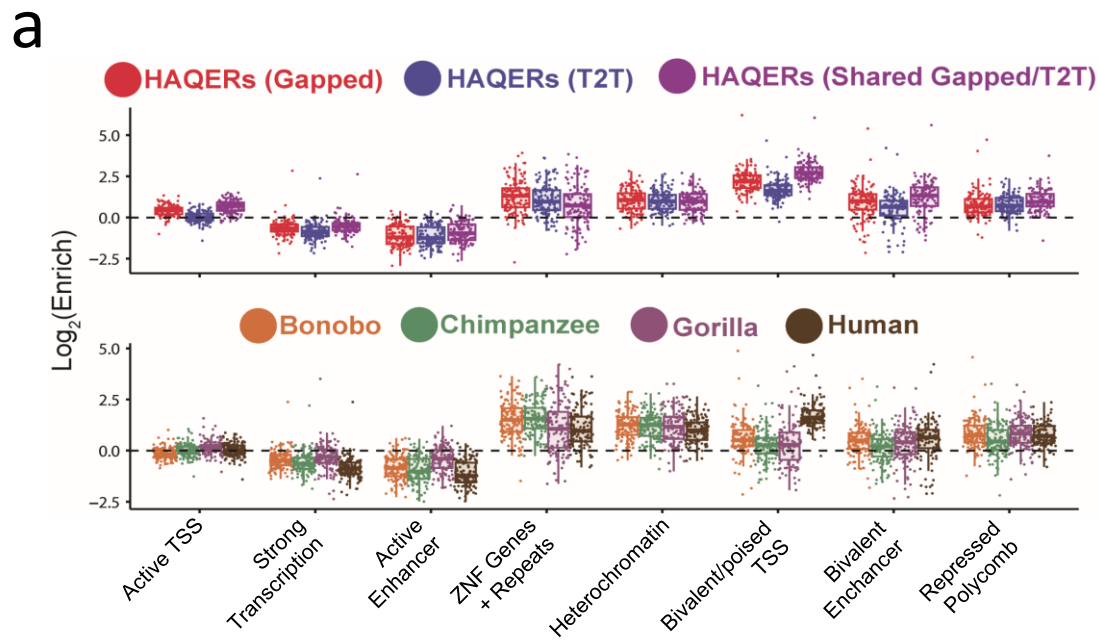 a
HAQERs (Gapped) HAQERs (T2T) HAQERs (Shared Gapped/T2T)
5.0
2.5
0.0
−2.5
Log2(Enrich)
Bonobo Chimpanzee Gorilla Human
5.0
2.5
0.0
−2.5
Active TSS
Strong
Transcription
Active
Enhancer
ZNF Genes
+ Repeats
Heterochromatin
Bivalent/poised
TSS
Bivalent
Enchancer
Repressed
Polycomb